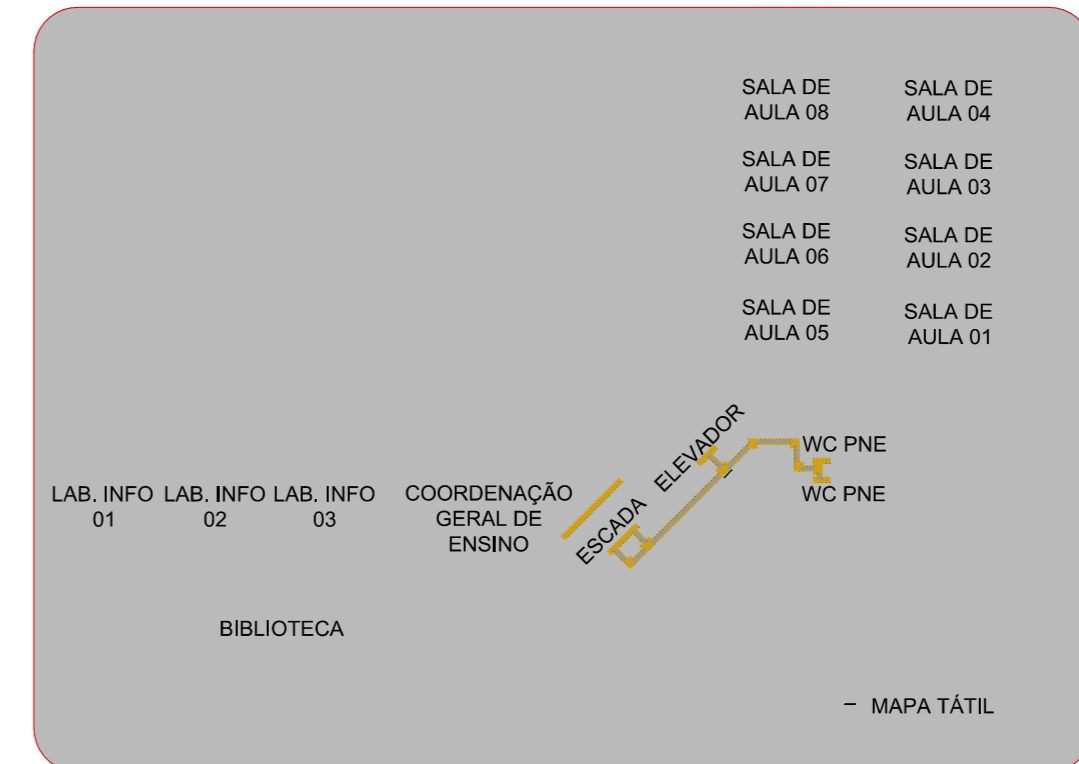 SALA DE
AULA 08
SALA DE
AULA 04
SALA DE
AULA 07
SALA DE
AULA 03
SALA DE
AULA 06
SALA DE
AULA 02
SALA DE
AULA 05
SALA DE
AULA 01
ELEVADOR
WC PNE
WC PNE
LAB. INFO
01
LAB. INFO
02
LAB. INFO
03
COORDENAÇÃO
GERAL DE
ENSINO
ESCADA
BIBLIOTECA
– MAPA TÁTIL